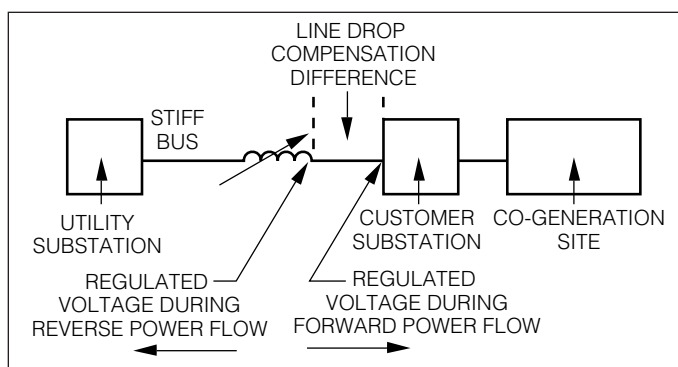 LINE DROP
COMPENSATION
DIFFERENCE
STIFF
BUS
UTILITY
SUBSTATION
CUSTOMER
SUBSTATION
CO-GENERATION
SITE
REGULATED
VOLTAGE DURING
REVERSE POWER FLOW
REGULATED
VOLTAGE DURING
FORWARD POWER FLOW